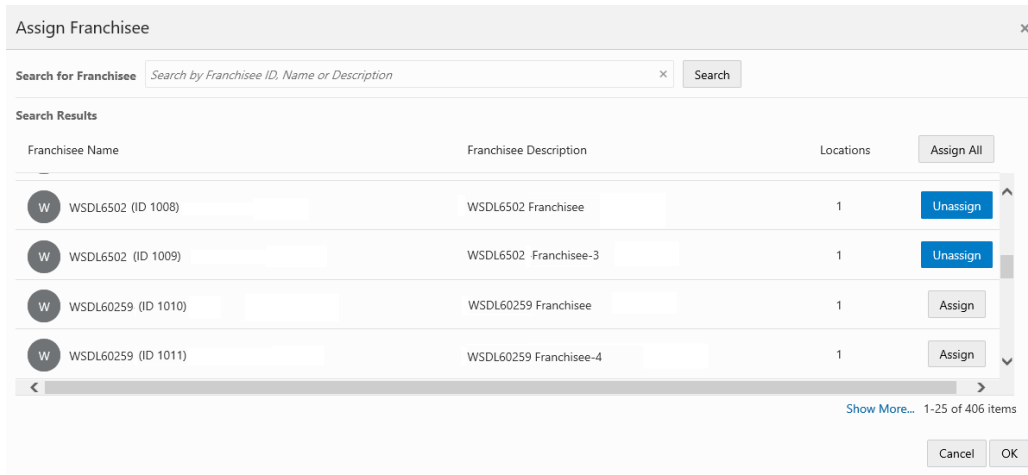 Assign Franchisee ×
Search for Franchisee Search by Franchisee ID, Name or Description × Search
Search Results
Franchisee Name Franchisee Description Locations Assign All
W WSDL6502 (ID 1008) WSDL6502 Franchisee 1 Unassign
W WSDL6502 (ID 1009) WSDL6502 Franchisee-3 1 Unassign
W WSDL60259 (ID 1010) WSDL60259 Franchisee 1 Assign
W WSDL60259 (ID 1011) WSDL60259 Franchisee-4 1 Assign
Show More... 1-25 of 406 items
Cancel OK